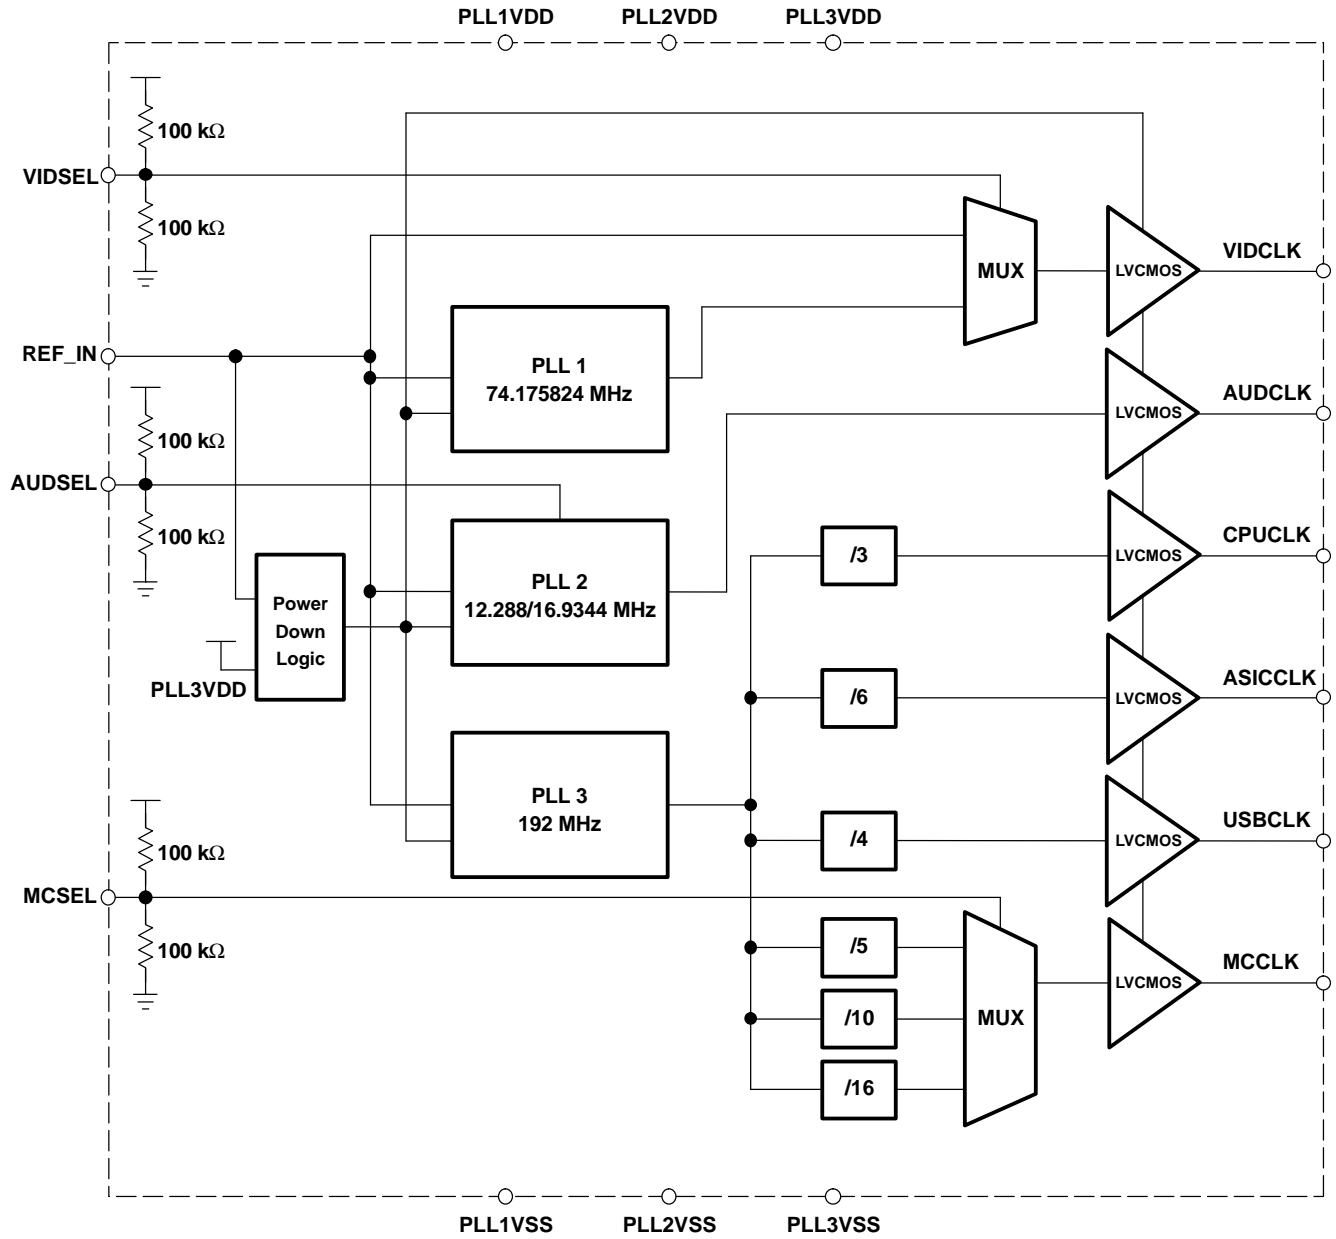 PLL1VDD PLL2VDD PLL3VDD
100 kΩ
VIDSEL
100 kΩ
VIDCLK
MUX
LVCMOS
REF_IN
PLL 1
74.175824 MHz
AUDCLK
LVCMOS
100 kΩ
AUDSEL
100 kΩ
CPUCLK
/3
LVCMOS
PLL 2
12.288/16.9344 MHz
Power
Down
Logic
PLL3VDD
ASICCLK
/6
LVCMOS
PLL 3
192 MHz
USBCLK
/4
LVCMOS
100 kΩ
MCSEL
100 kΩ
/5
MCCLK
LVCMOS
/10
MUX
/16
PLL1VSS PLL2VSS PLL3VSS